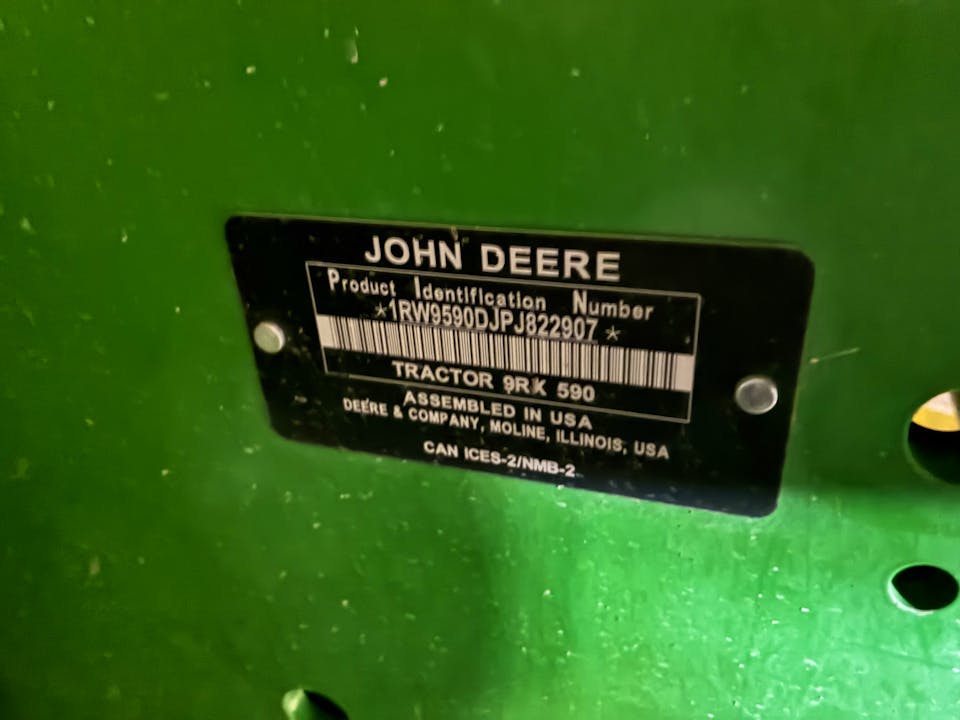 JOHN DEERE
Product Identification Number
*1RW9590DJPJ822907*
TRACTOR 9RX 590
ASSEMBLED IN USA
DEERE & COMPANY, MOLINE, ILLINOIS, USA
CAN ICES-2/NMB-2